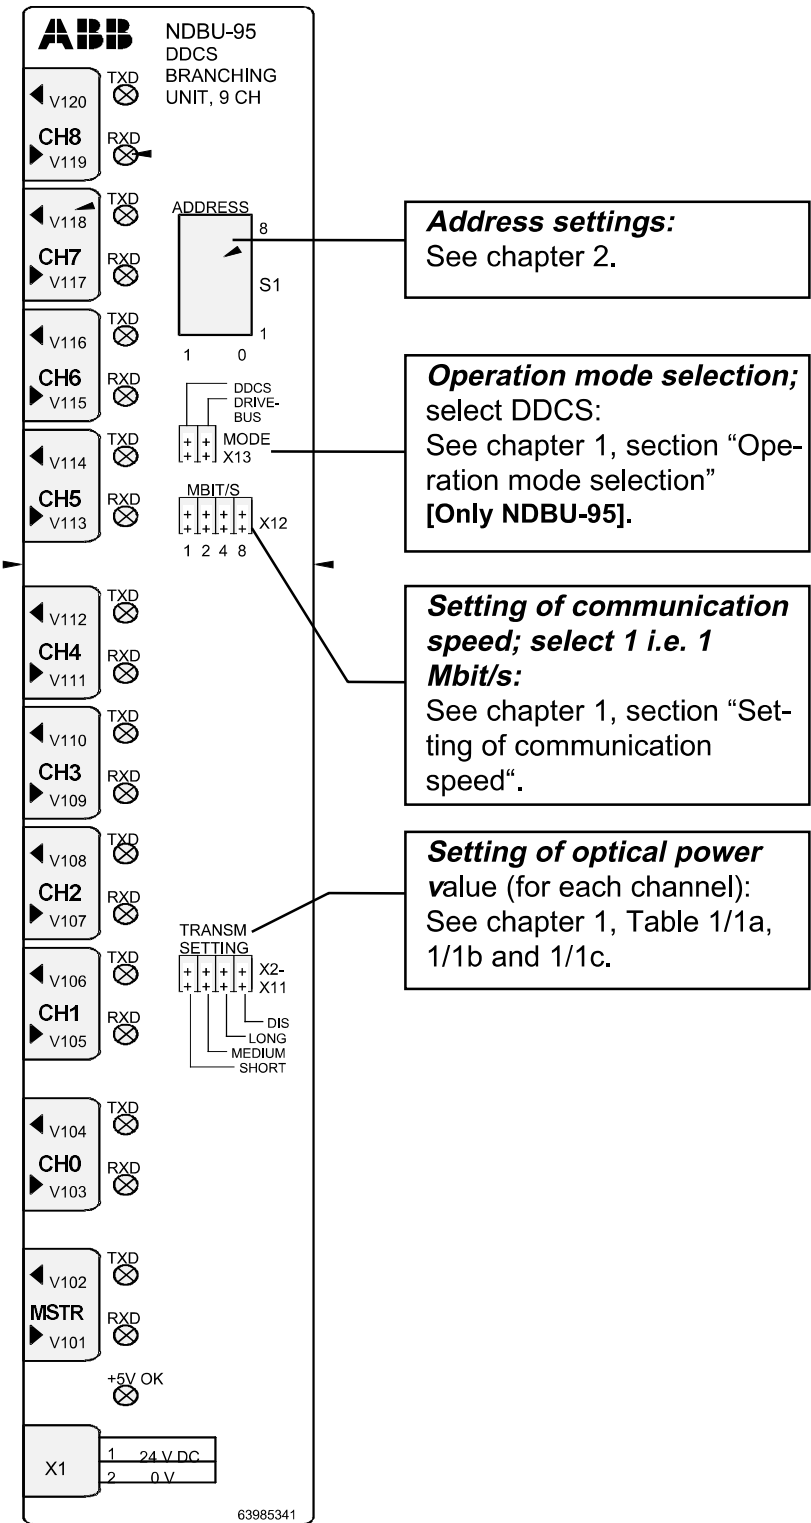 ABB
NDBU-95
DDCS
BRANCHING
UNIT, 9 CH
TXD
V120
CH8
RXD
V119
TXD
V118
CH7
RXD
V117
TXD
V116
CH6
RXD
V115
TXD
V114
CH5
RXD
V113
TXD
V112
CH4
RXD
V111
TXD
V110
CH3
RXD
V109
TXD
V108
CH2
RXD
V107
TXD
V106
CH1
RXD
V105
TXD
V104
CH0
RXD
V103
TXD
V102
MSTR
RXD
V101
+5V OK
X1
1 24 V DC
2 0 V
63985341
ADDRESS
8
S1
1
1 0
DDCS
DRIVE-
BUS
MODE
X13
MBIT/S
X12
1 2 4 8
TRANSM
SETTING
X2-
X11
DIS
LONG
MEDIUM
SHORT
Address settings:
See chapter 2.
Operation mode selection;
select DDCS:
See chapter 1, section “Ope-
ration mode selection”
[Only NDBU-95].
Setting of communication
speed; select 1 i.e. 1
Mbit/s:
See chapter 1, section “Set-
ting of communication
speed“.
Setting of optical power
value (for each channel):
See chapter 1, Table 1/1a,
1/1b and 1/1c.